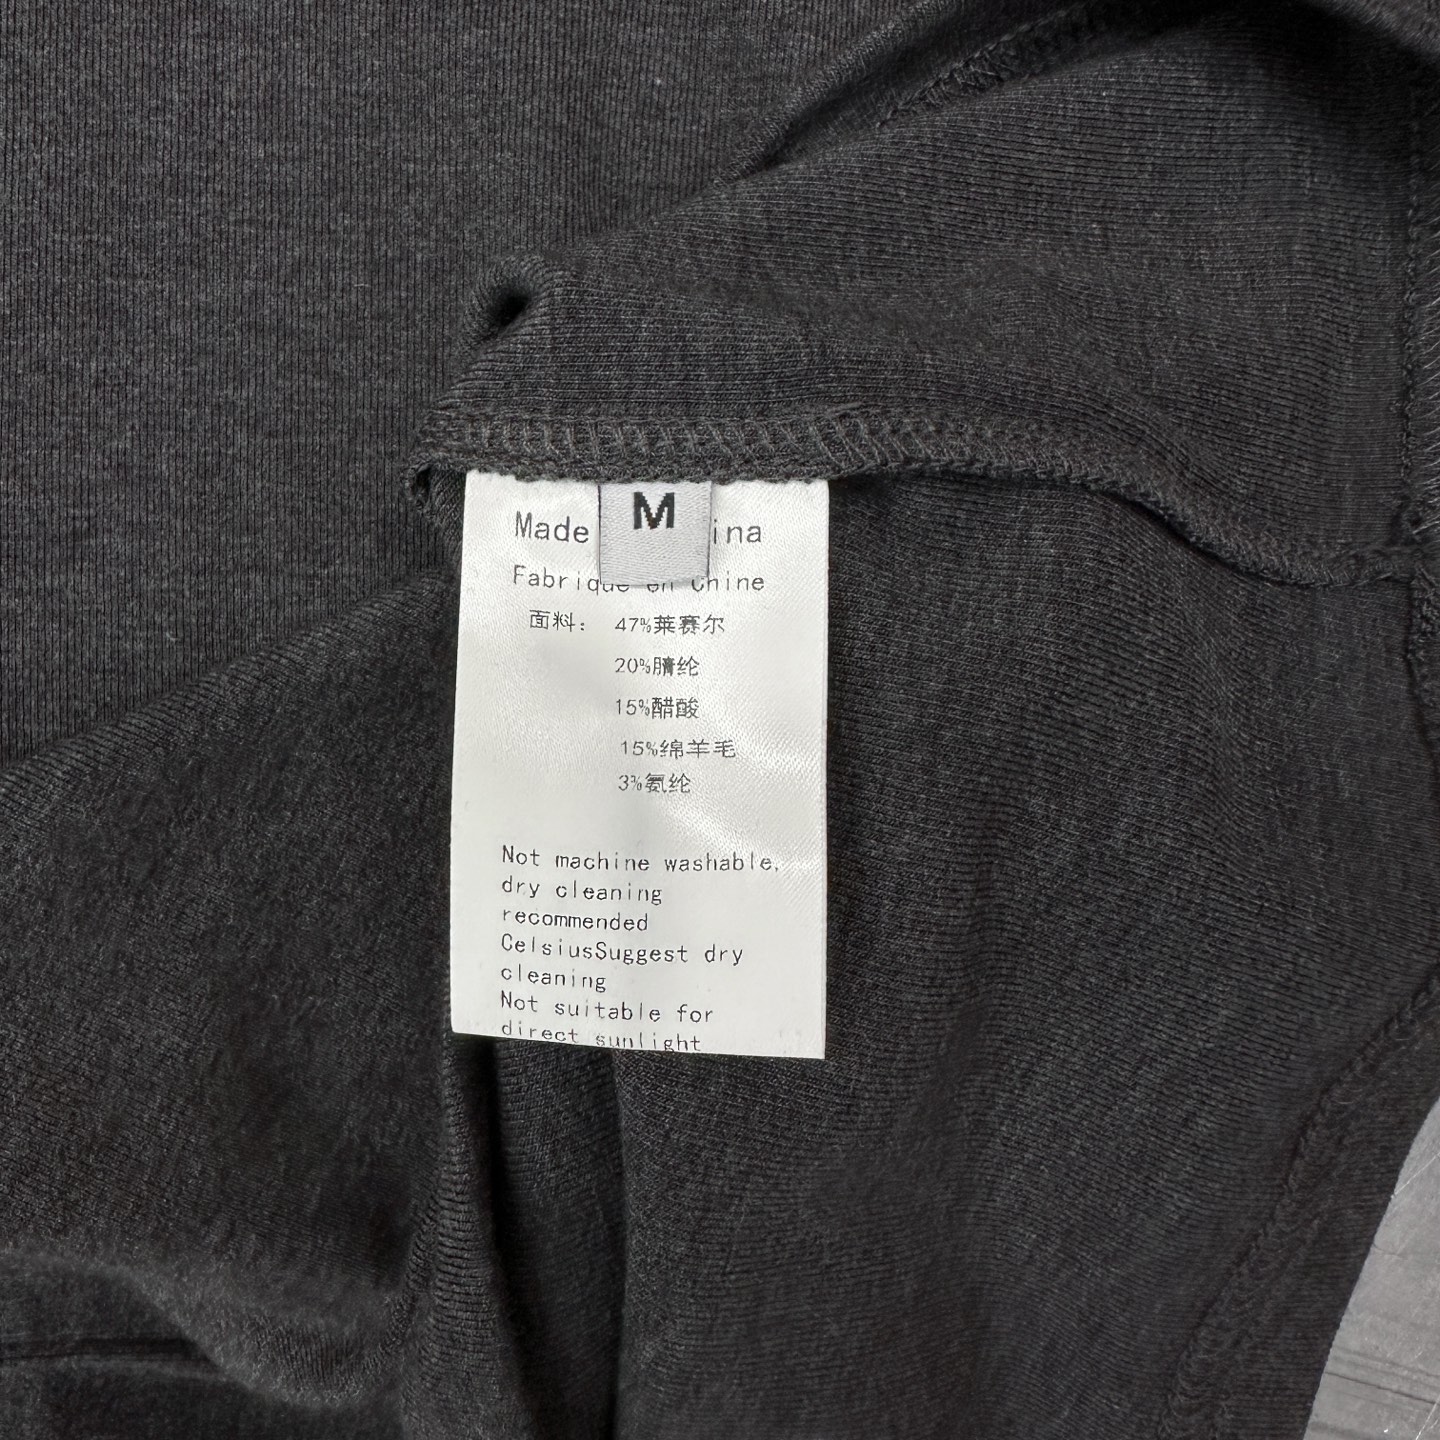 M
Made ina
Fabrique en Chine
面料: 47%莱赛尔
20%腈纶
15%醋酸
15%绵羊毛
3%氨纶
Not machine washable,
dry cleaning
recommended
CelsiusSuggest dry
cleaning
Not suitable for
direct sunlight